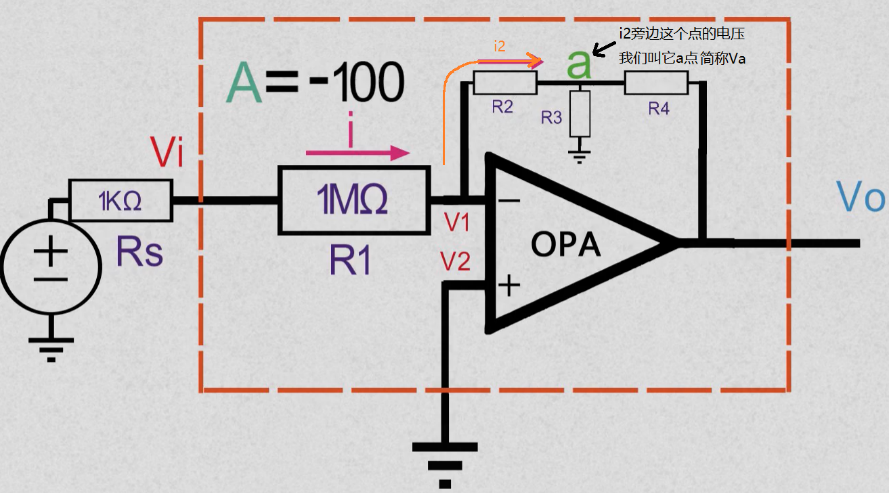 i2旁边这个点的电压
我们叫它a点 简称Va
i2
a
A=-100
R2
R3
R4
i
Vi
1KΩ
1MΩ
Vo
V1
−
OPA
Rs
R1
V2
+
+
−